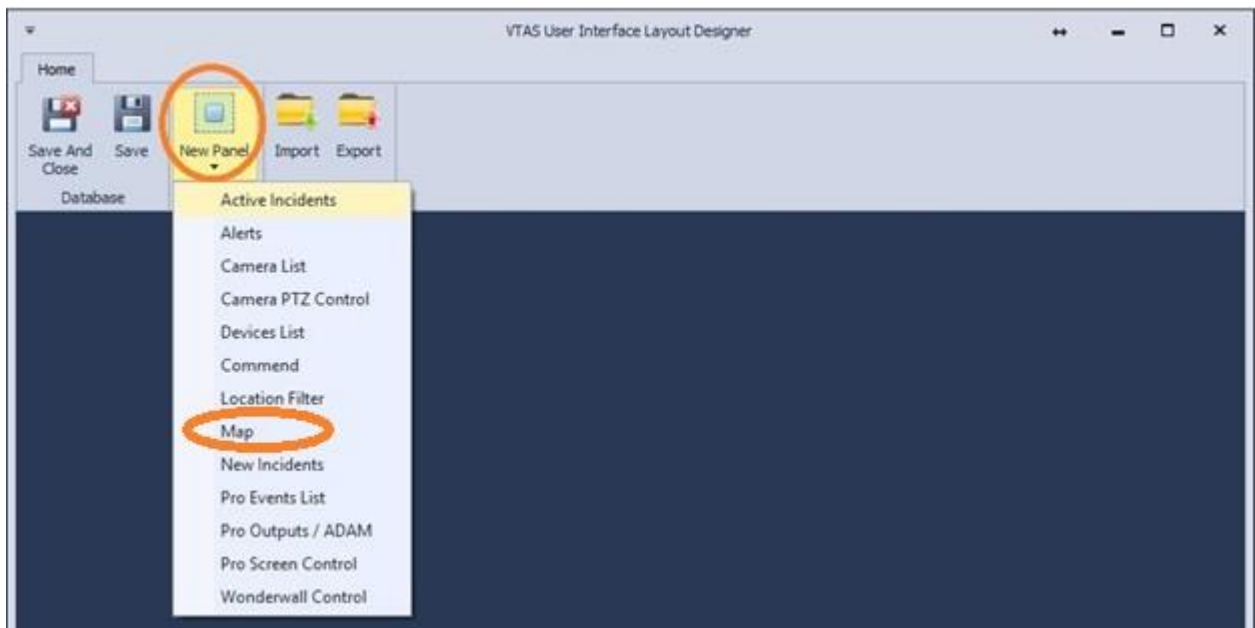 VTAS User Interface Layout Designer
Home
Save And Close
Save
New Panel
Import
Export
Database
Active Incidents
Alerts
Camera List
Camera PTZ Control
Devices List
Commend
Location Filter
Map
New Incidents
Pro Events List
Pro Outputs / ADAM
Pro Screen Control
Wonderwall Control